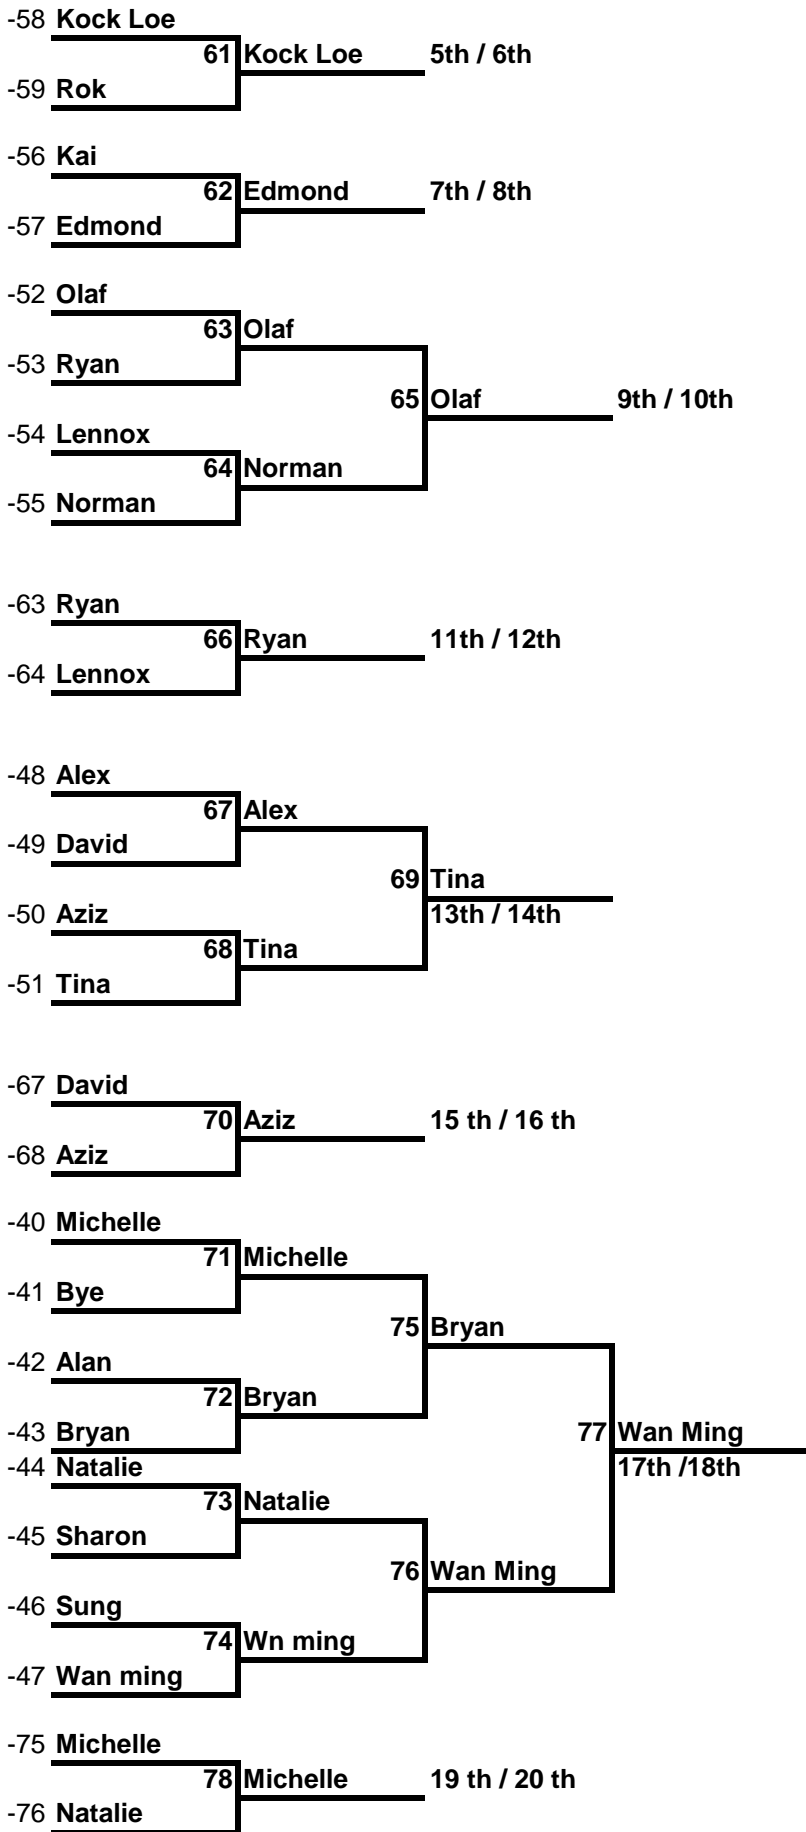 -58 Kock Loe
61 Kock Loe 5th / 6th
-59 Rok
-56 Kai
62 Edmond 7th / 8th
-57 Edmond
-52 Olaf
63 Olaf
-53 Ryan
65 Olaf 9th / 10th
-54 Lennox
64 Norman
-55 Norman
-63 Ryan
66 Ryan 11th / 12th
-64 Lennox
-48 Alex
67 Alex
-49 David
69 Tina
-50 Aziz 13th / 14th
68 Tina
-51 Tina
-67 David
70 Aziz 15 th / 16 th
-68 Aziz
-40 Michelle
71 Michelle
-41 Bye
75 Bryan
-42 Alan
72 Bryan
-43 Bryan 77 Wan Ming
-44 Natalie 17th /18th
73 Natalie
-45 Sharon
76 Wan Ming
-46 Sung
74 Wn ming
-47 Wan ming
-75 Michelle
78 Michelle 19 th / 20 th
-76 Natalie